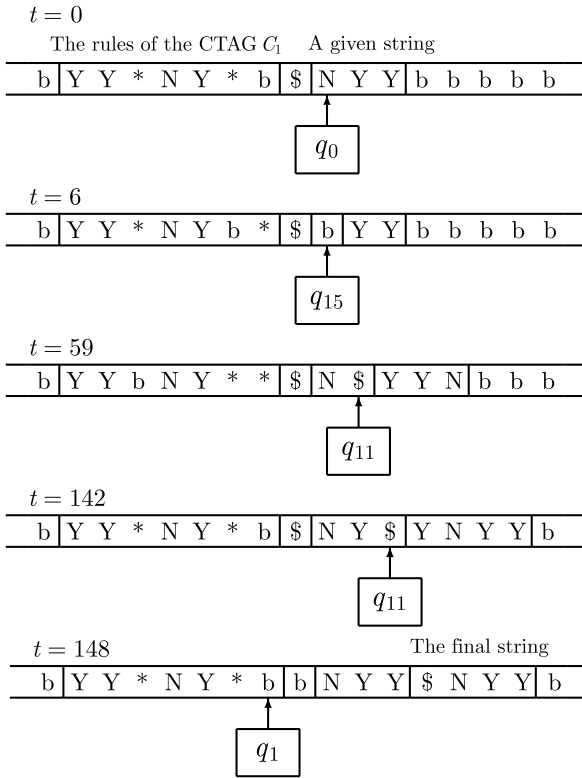 t = 0
The rules of the CTAG C₁ A given string
b Y Y * N Y * b $ N Y Y b b b b b
q₀
t = 6
b Y Y * N Y b * $ b Y Y b b b b b
q₁₅
t = 59
b Y Y b N Y * * $ N $ Y Y N b b b
q₁₁
t = 142
b Y Y * N Y * b $ N Y $ Y N Y Y b
q₁₁
t = 148
The final string
b Y Y * N Y * b b N Y Y $ N Y Y b
q₁